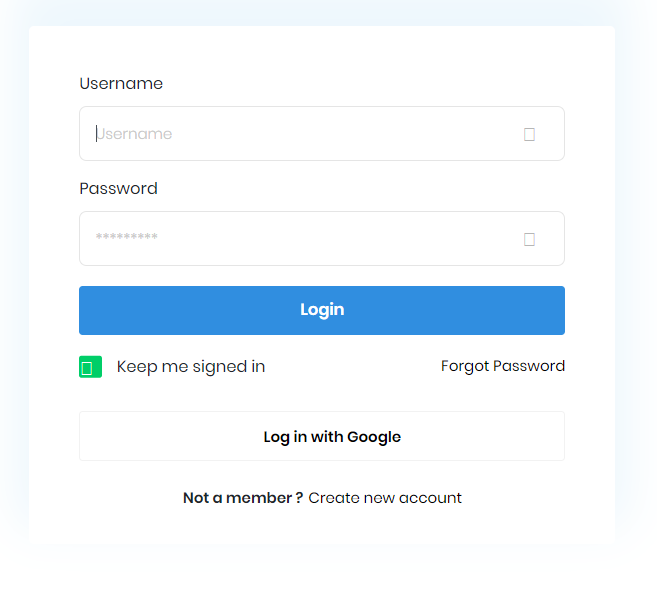 Username
Username
Password
*********
Login
Keep me signed in Forgot Password
Log in with Google
Not a member ? Create new account